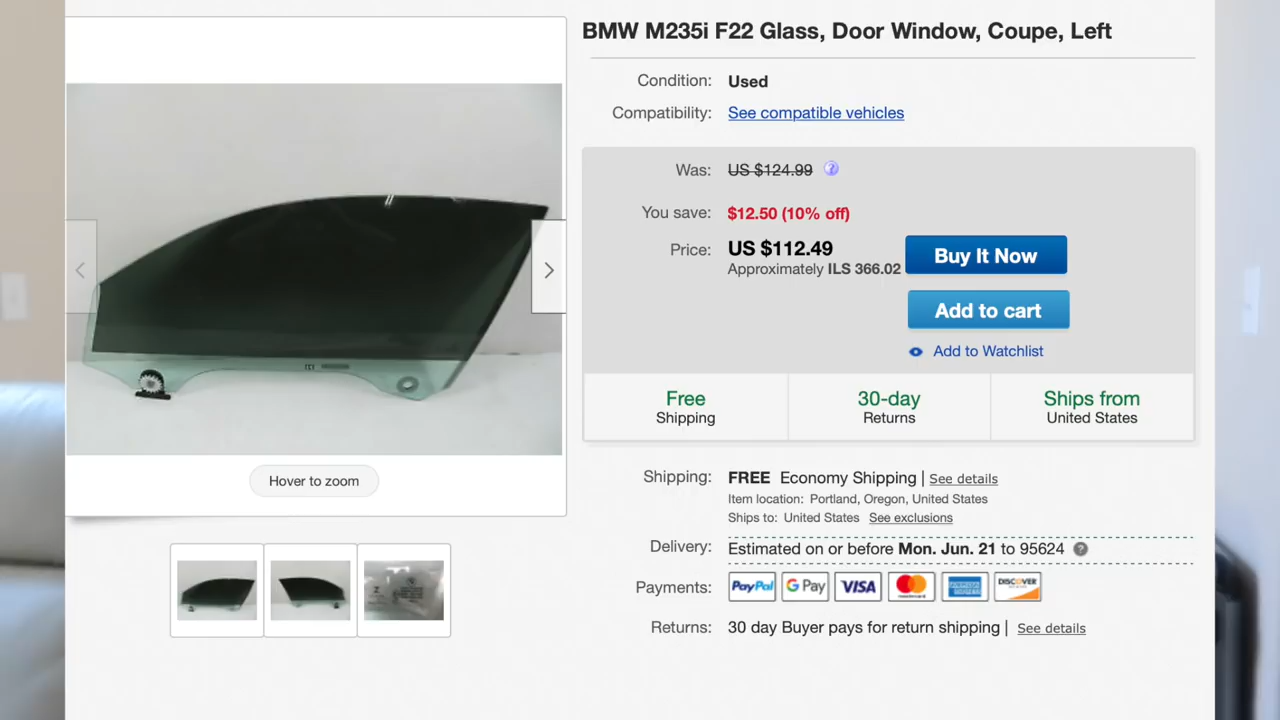 BMW M235i F22 Glass, Door Window, Coupe, Left
Condition: Used
Compatibility: See compatible vehicles
Was: US $124.99
You save: $12.50 (10% off)
Price: US $112.49
Approximately ILS 366.02
Buy It Now
Add to cart
Add to Watchlist
Free
Shipping
30-day
Returns
Ships from
United States
Hover to zoom
Shipping: FREE Economy Shipping | See details
Item location: Portland, Oregon, United States
Ships to: United States See exclusions
Delivery: Estimated on or before Mon. Jun. 21 to 95624
Payments: PayPal G Pay VISA MasterCard AMERICAN EXPRESS DISCOVER
Returns: 30 day Buyer pays for return shipping | See details